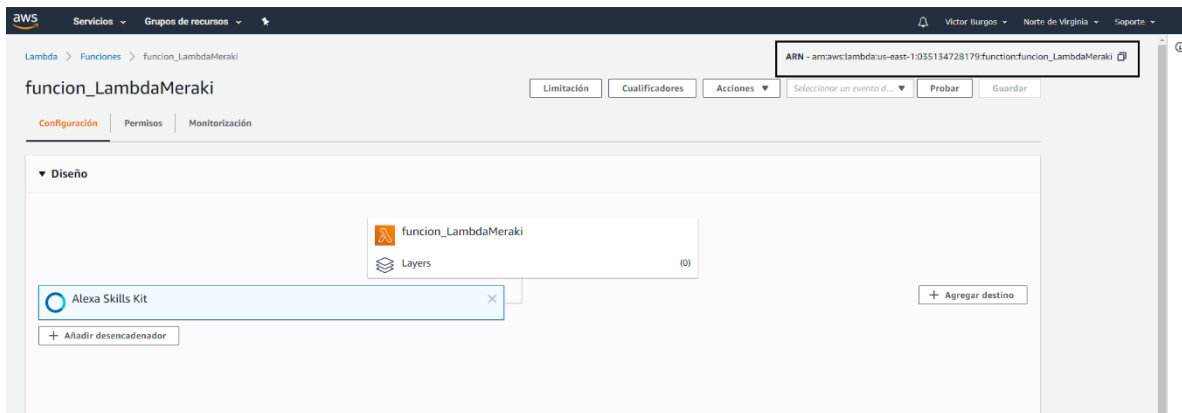 aws Servicios Grupos de recursos Victor Burgos Norte de Virginia Soporte
Lambda > Funciones > funcion_LambdaMeraki
ARN - arn:aws:lambda:us-east-1:035134728179:function:funcion_LambdaMeraki
funcion_LambdaMeraki
Limitación Cualificadores Acciones Seleccionar un evento d... Probar Guardar
Configuración Permisos Monitorización
Diseño
funcion_LambdaMeraki
Layers (0)
Alexa Skills Kit
+ Agregar destino
+ Añadir desencadenador